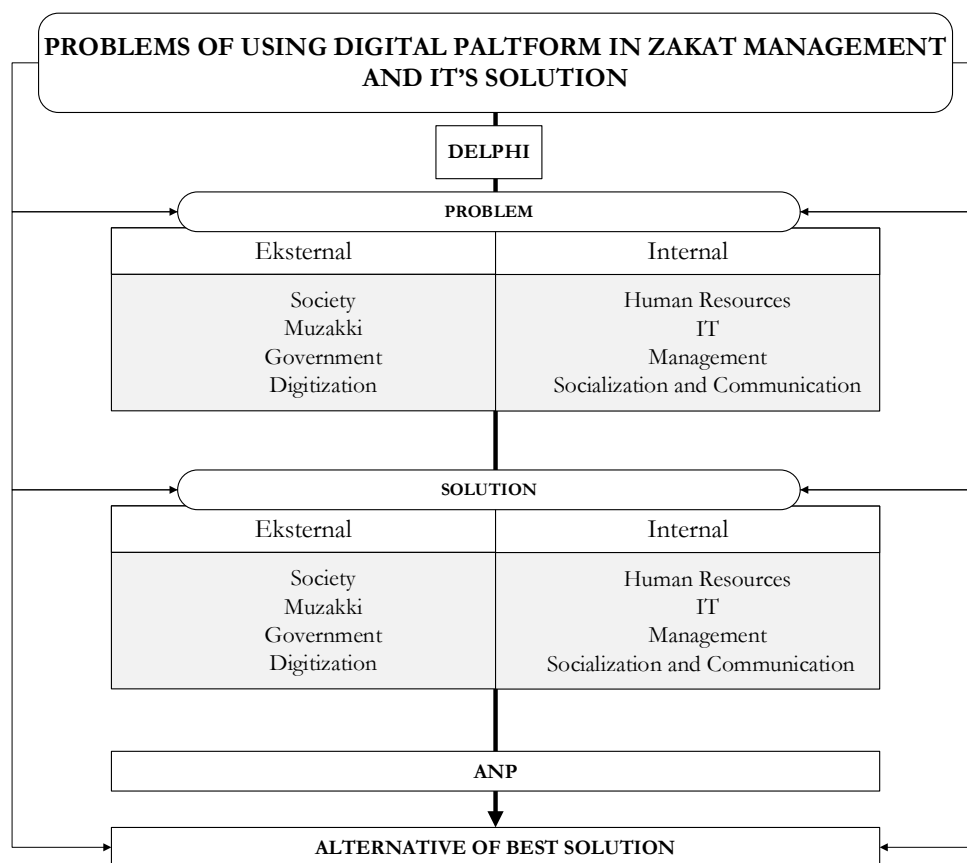 PROBLEMS OF USING DIGITAL PALTFORM IN ZAKAT MANAGEMENT
AND IT'S SOLUTION
DELPHI
PROBLEM
Eksternal
Internal
Society
Muzakki
Government
Digitization
Human Resources
IT
Management
Socialization and Communication
SOLUTION
Eksternal
Internal
Society
Muzakki
Government
Digitization
Human Resources
IT
Management
Socialization and Communication
ANP
ALTERNATIVE OF BEST SOLUTION